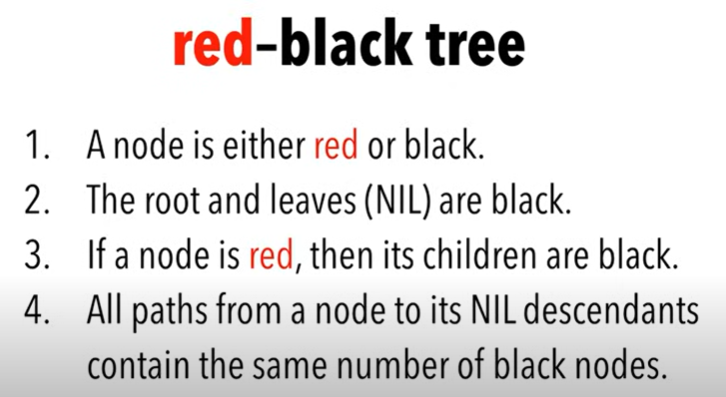 red–black tree
1. A node is either red or black.
2. The root and leaves (NIL) are black.
3. If a node is red, then its children are black.
4. All paths from a node to its NIL descendants
contain the same number of black nodes.